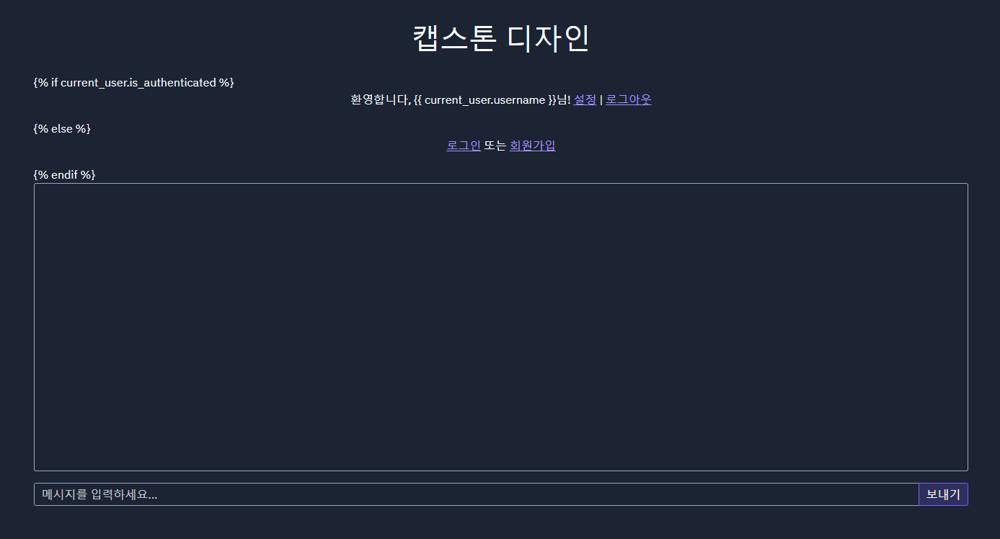 캡스톤 디자인
{% if current_user.is_authenticated %}
환영합니다, {{ current_user.username }}님! 설정 | 로그아웃
{% else %}
로그인 또는 회원가입
{% endif %}
메시지를 입력하세요...
보내기